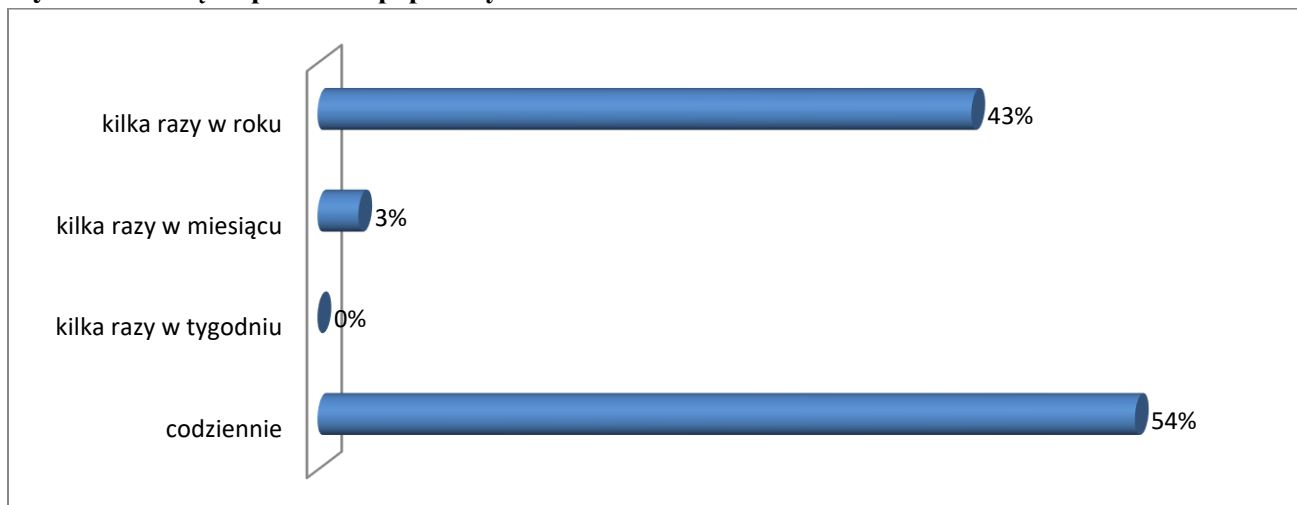 kilka razy w roku 43%
kilka razy w miesiącu 3%
kilka razy w tygodniu 0%
codziennie 54%